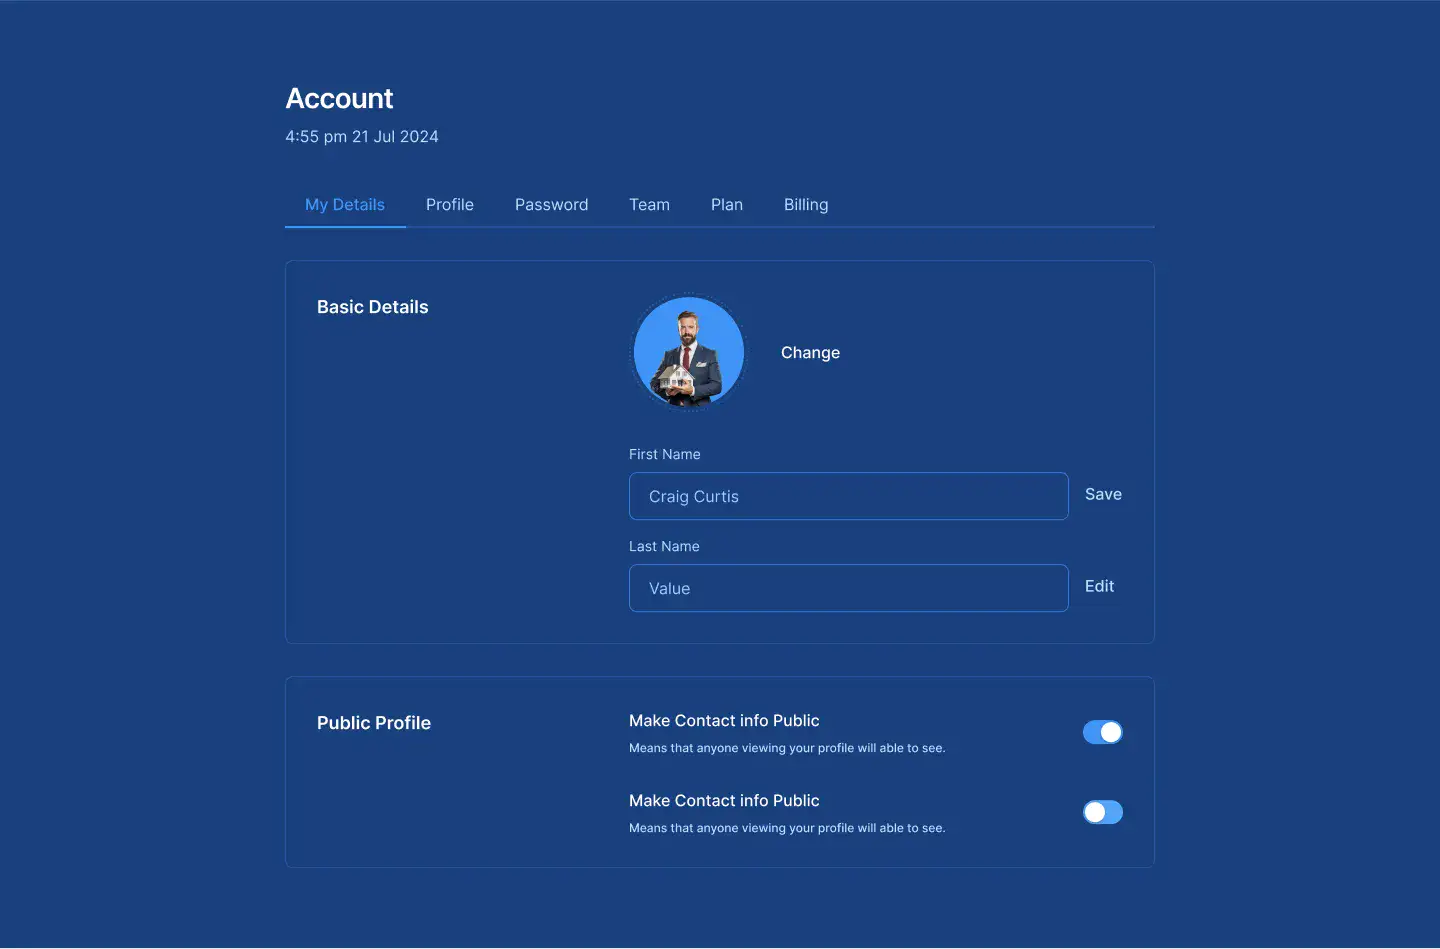 Account
4:55 pm 21 Jul 2024
My Details Profile Password Team Plan Billing
Basic Details
Change
First Name
Craig Curtis
Save
Last Name
Value
Edit
Public Profile
Make Contact info Public
Means that anyone viewing your profile will able to see.
Make Contact info Public
Means that anyone viewing your profile will able to see.